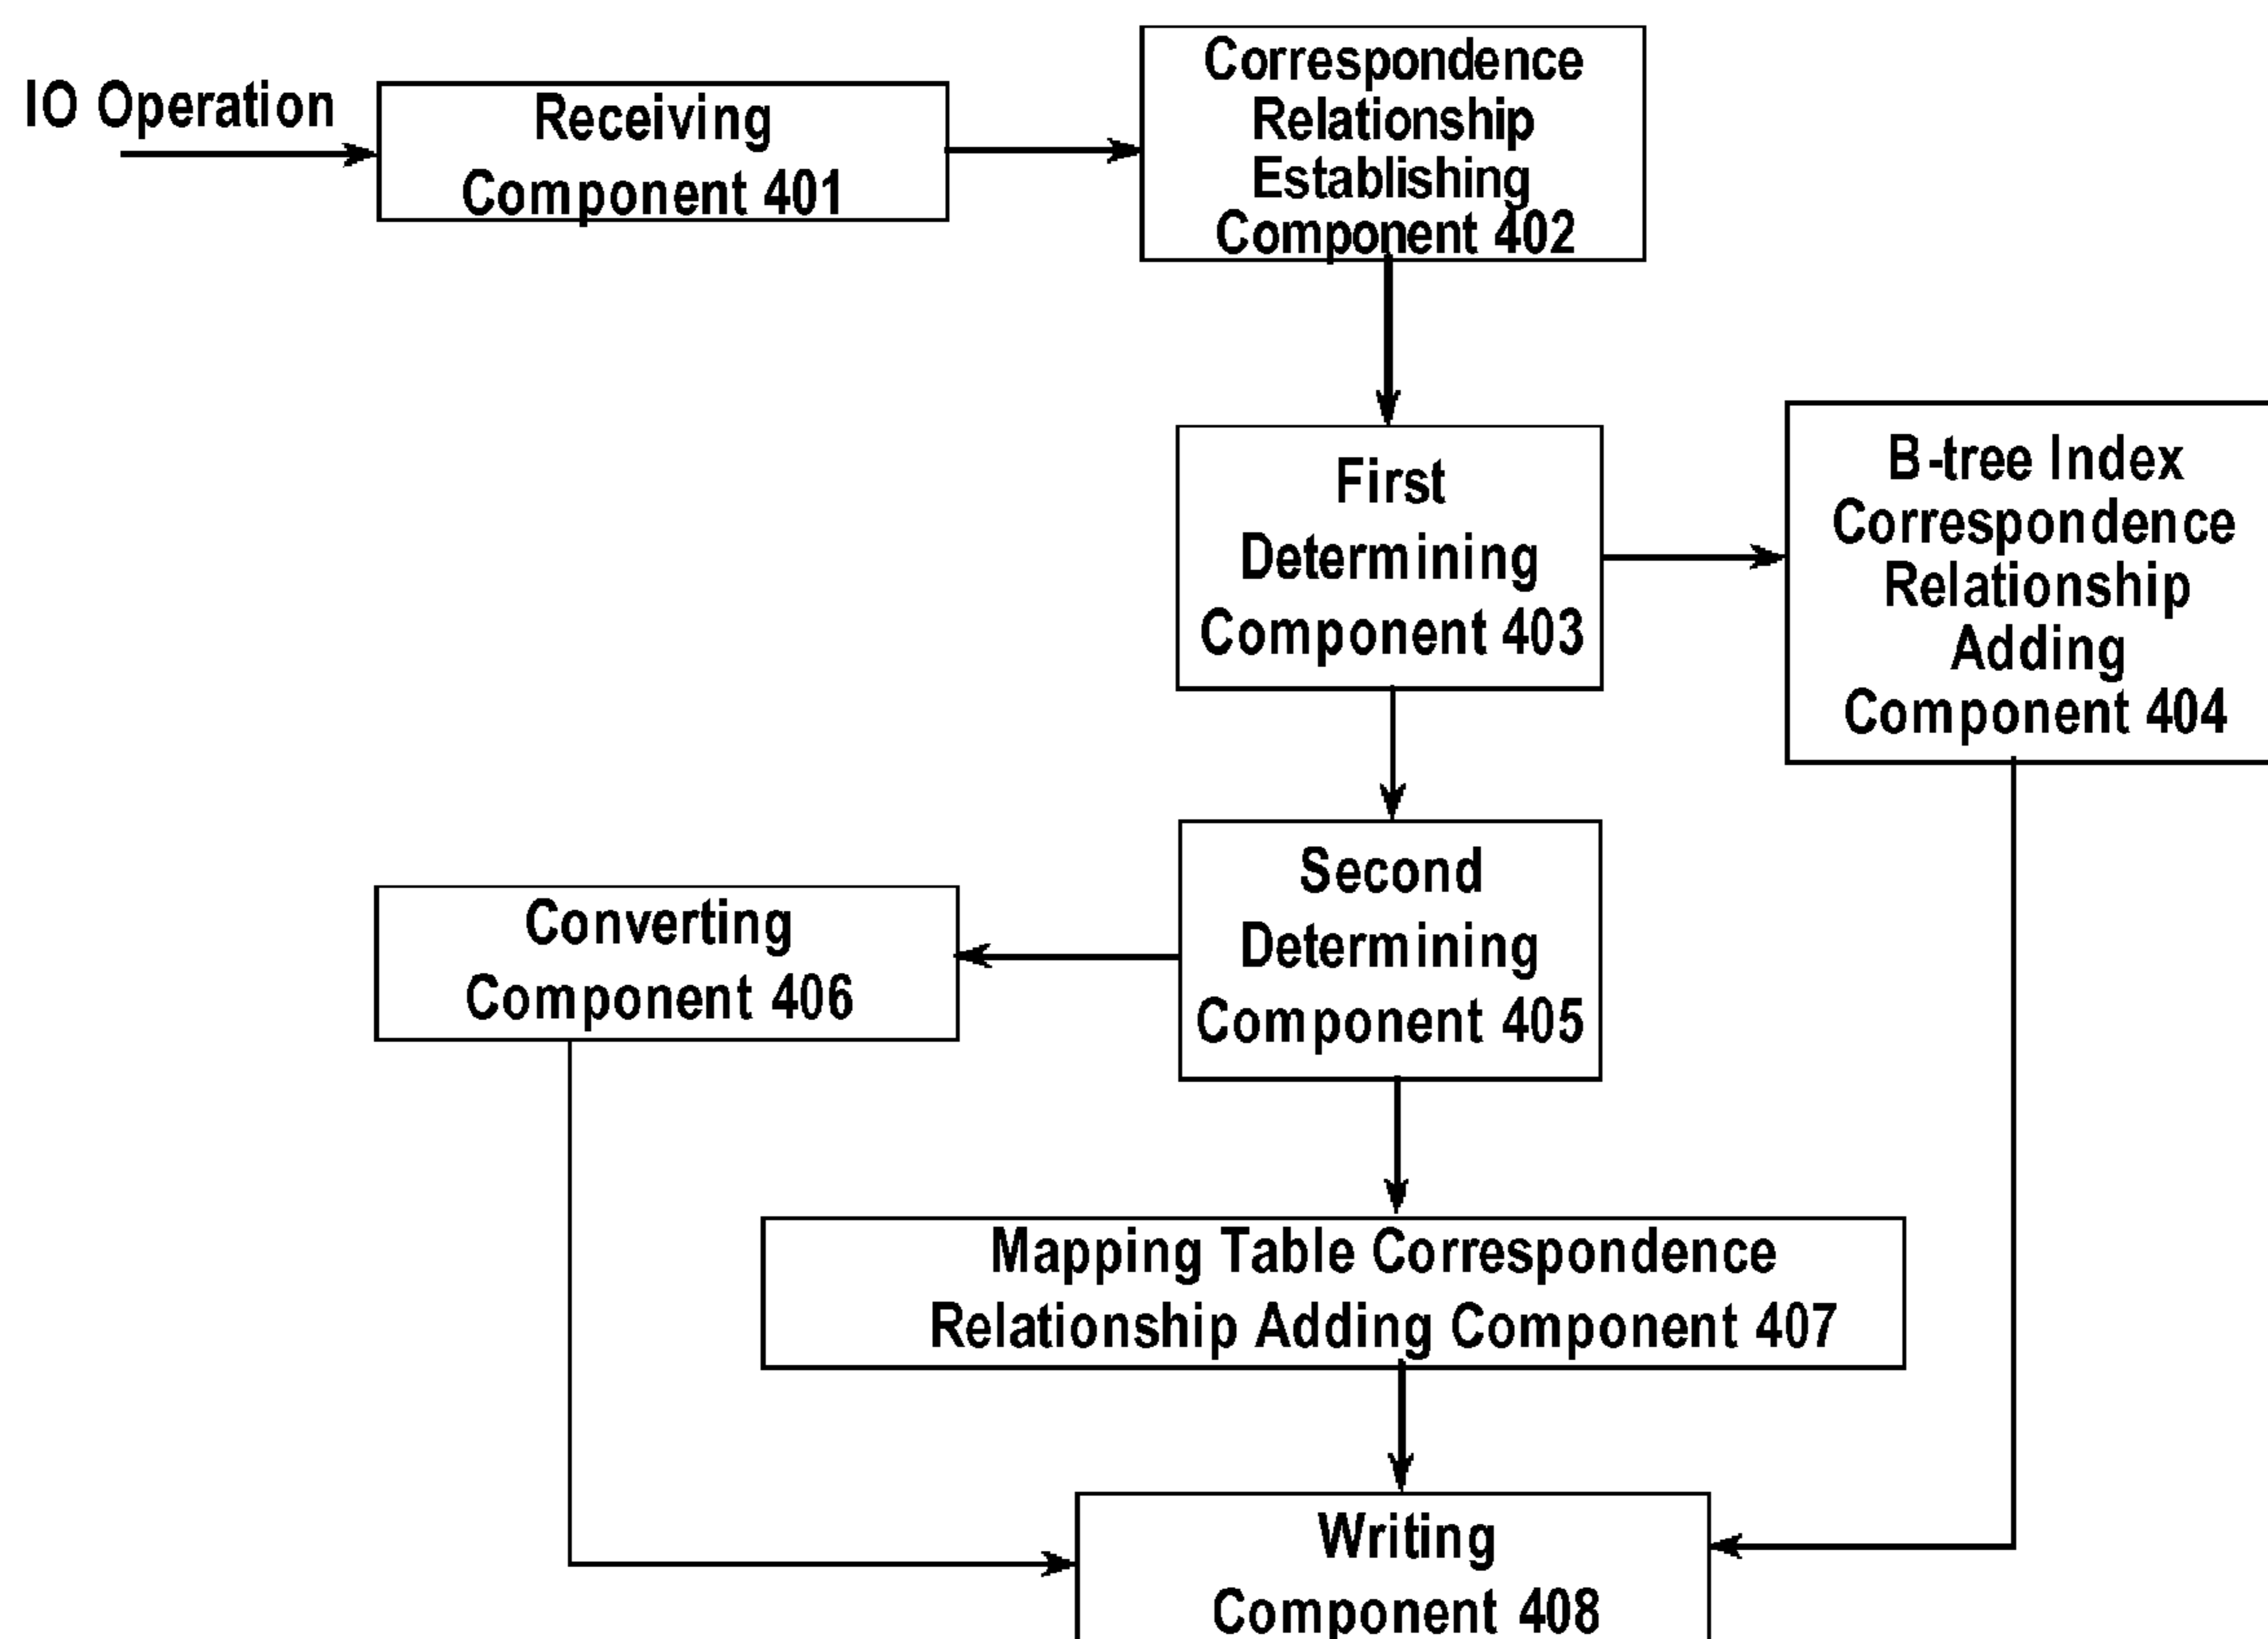 IO Operation
Receiving
Component 401
Correspondence
Relationship
Establishing
Component 402
First
Determining
Component 403
B-tree Index
Correspondence
Relationship
Adding
Component 404
Second
Determining
Component 405
Converting
Component 406
Mapping Table Correspondence
Relationship Adding Component 407
Writing
Component 408